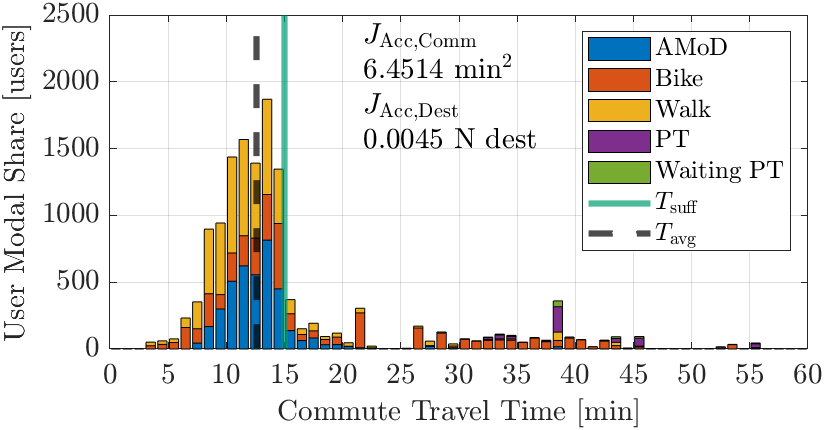 2500
2000
1500
1000
500
0
User Modal Share [users]
J_Acc,Comm
6.4514 min²
J_Acc,Dest
0.0045 N dest
AMoD
Bike
Walk
PT
Waiting PT
T_suff
T_avg
0 5 10 15 20 25 30 35 40 45 50 55 60
Commute Travel Time [min]